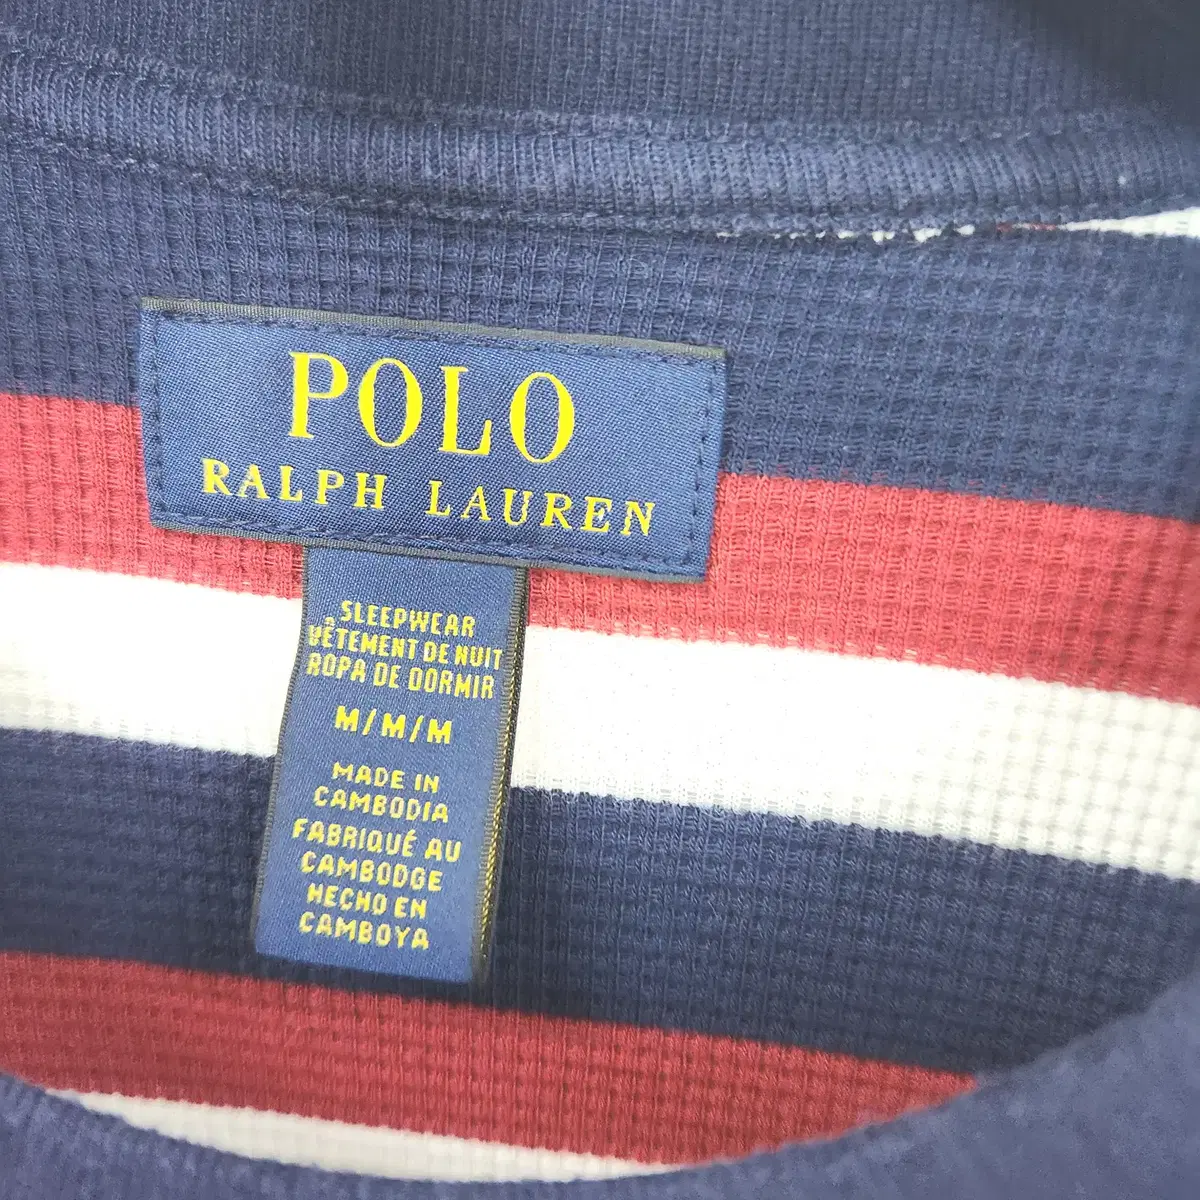 POLO
RALPH LAUREN
SLEEPWEAR
VÊTEMENT DE NUIT
ROPA DE DORMIR
M/M/M
MADE IN
CAMBODIA
FABRIQUÉ AU
CAMBODGE
HECHO EN
CAMBOYA